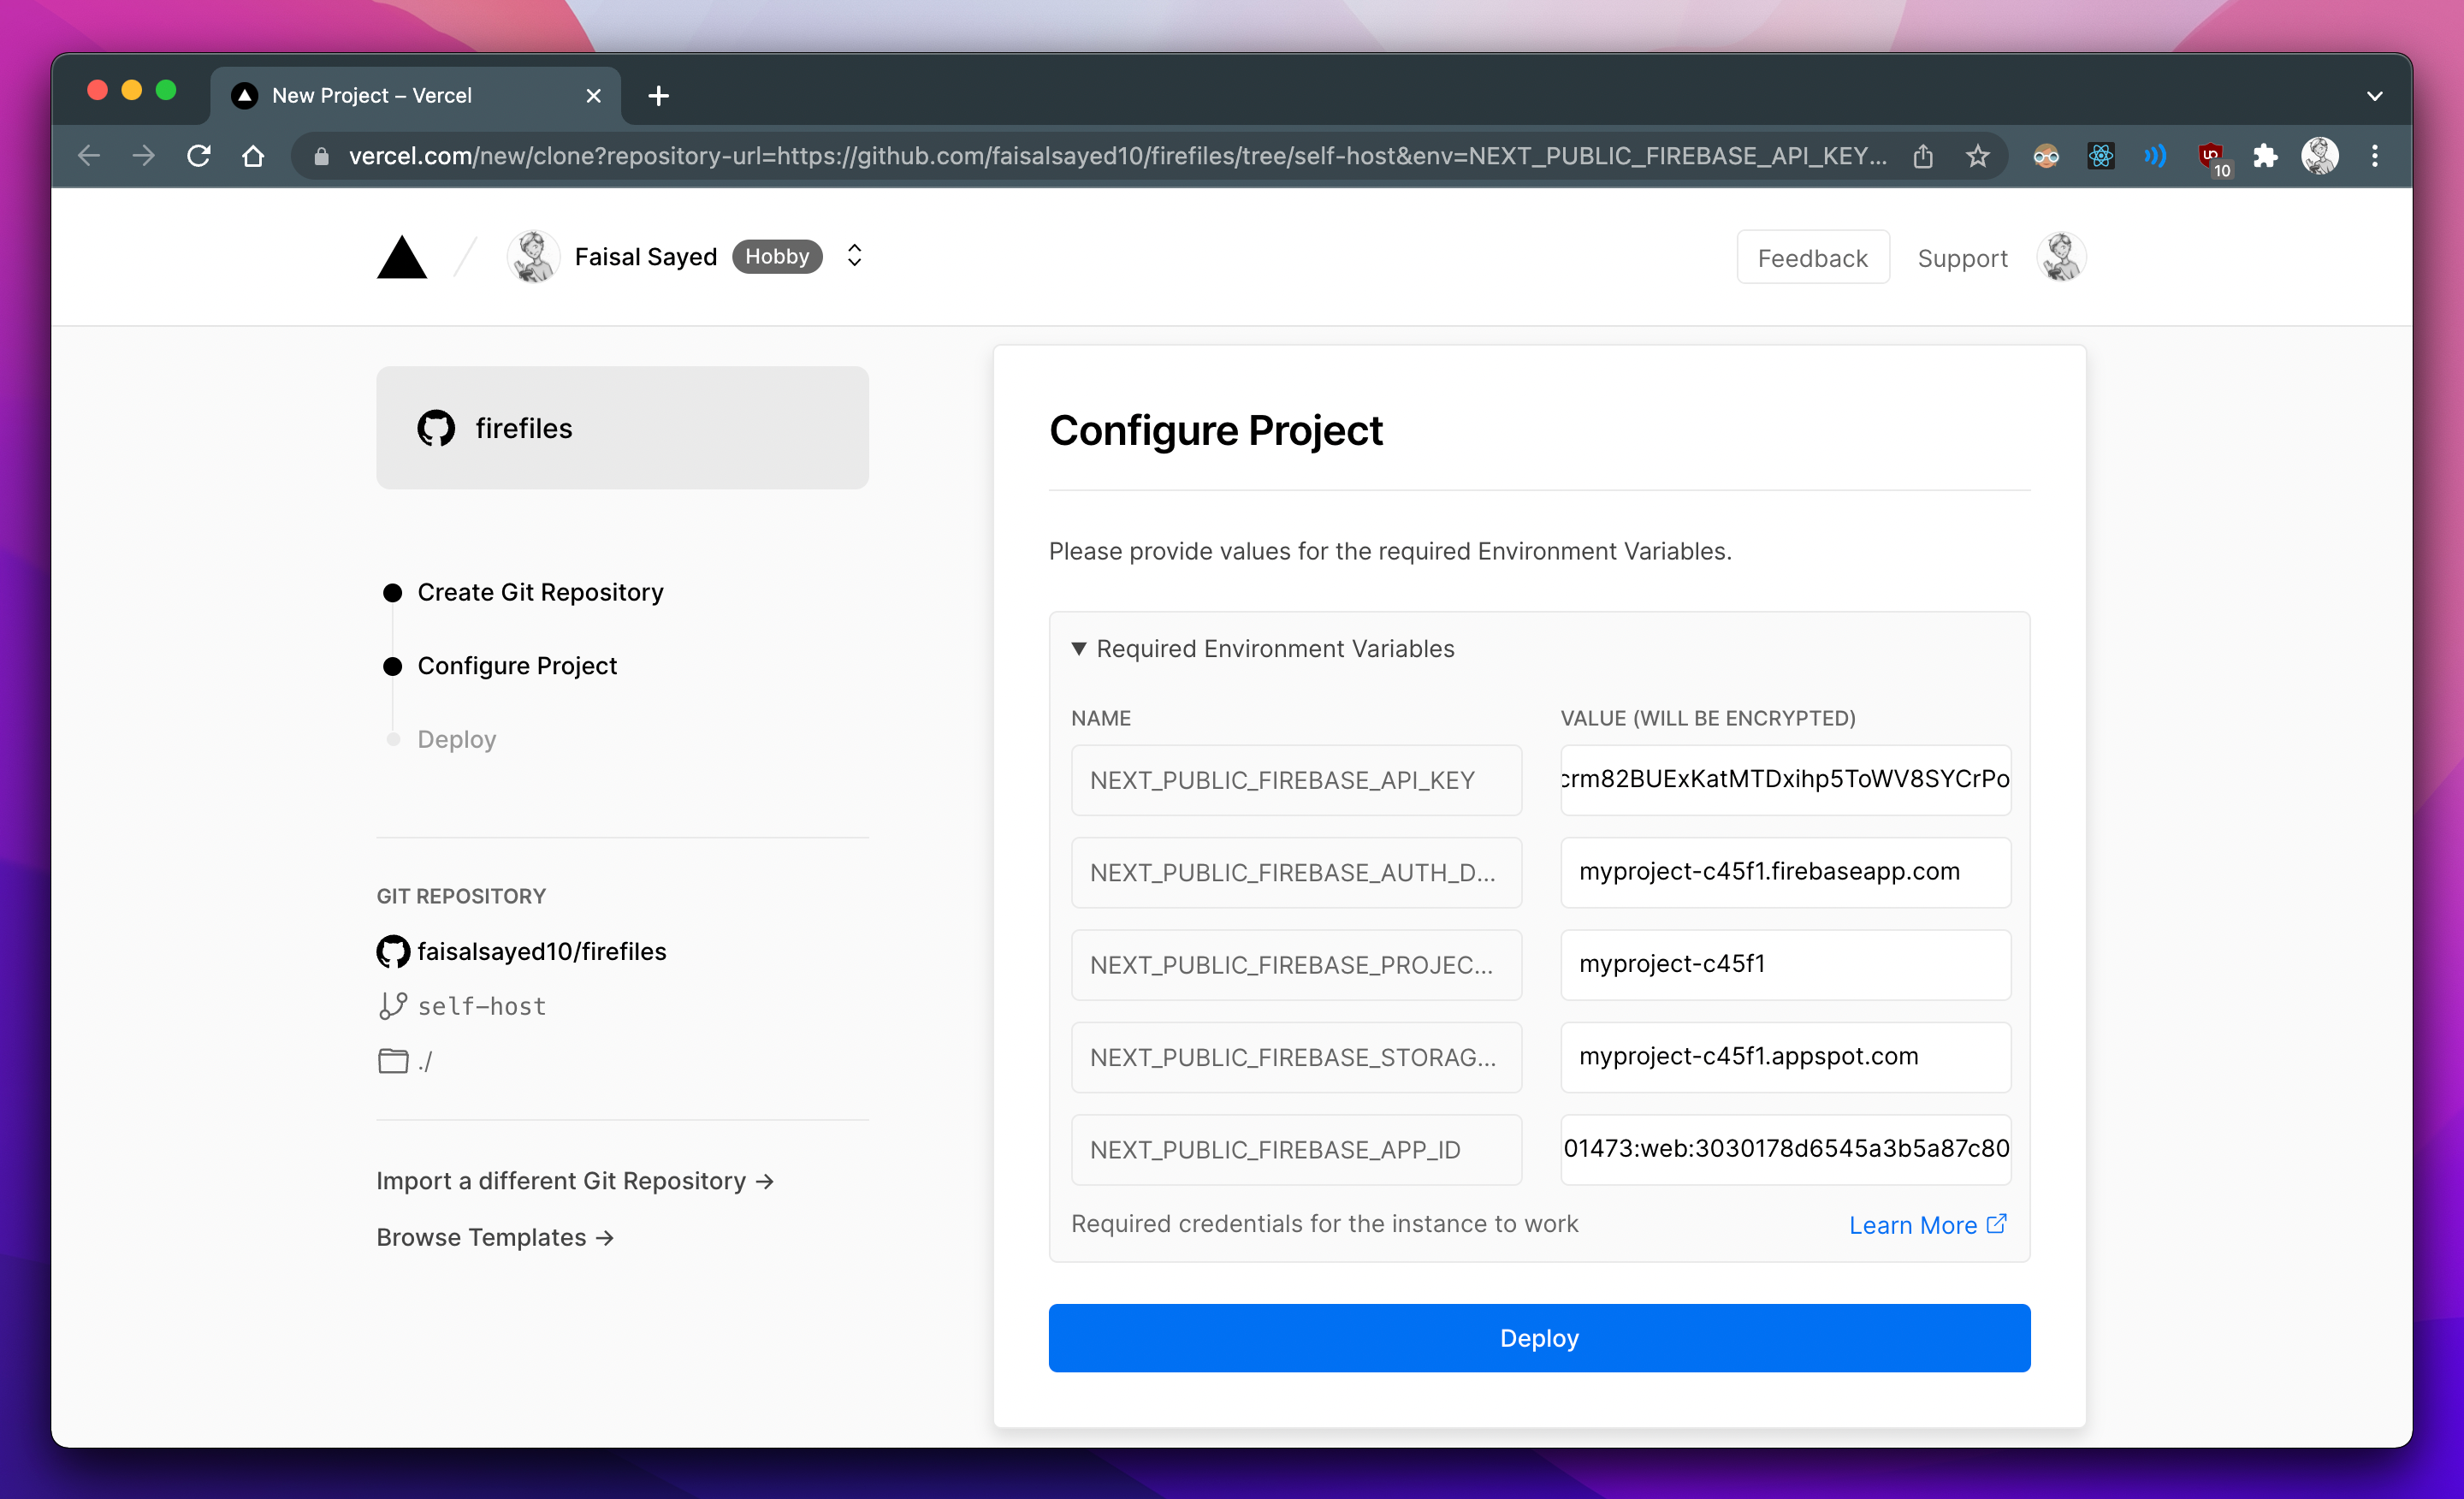 New Project – Vercel
vercel.com/new/clone?repository-url=https://github.com/faisalsayed10/firefiles/tree/self-host&env=NEXT_PUBLIC_FIREBASE_API_KEY...
10
Faisal Sayed
Hobby
Feedback
Support
firefiles
Create Git Repository
Configure Project
Deploy
GIT REPOSITORY
faisalsayed10/firefiles
self-host
./
Import a different Git Repository →
Browse Templates →
Configure Project
Please provide values for the required Environment Variables.
▼ Required Environment Variables
NAME VALUE (WILL BE ENCRYPTED)
NEXT_PUBLIC_FIREBASE_API_KEY crm82BUExKatMTDxihp5ToWV8SYCrPo
NEXT_PUBLIC_FIREBASE_AUTH_D... myproject-c45f1.firebaseapp.com
NEXT_PUBLIC_FIREBASE_PROJEC... myproject-c45f1
NEXT_PUBLIC_FIREBASE_STORAG... myproject-c45f1.appspot.com
NEXT_PUBLIC_FIREBASE_APP_ID 01473:web:3030178d6545a3b5a87c80
Required credentials for the instance to work Learn More
Deploy